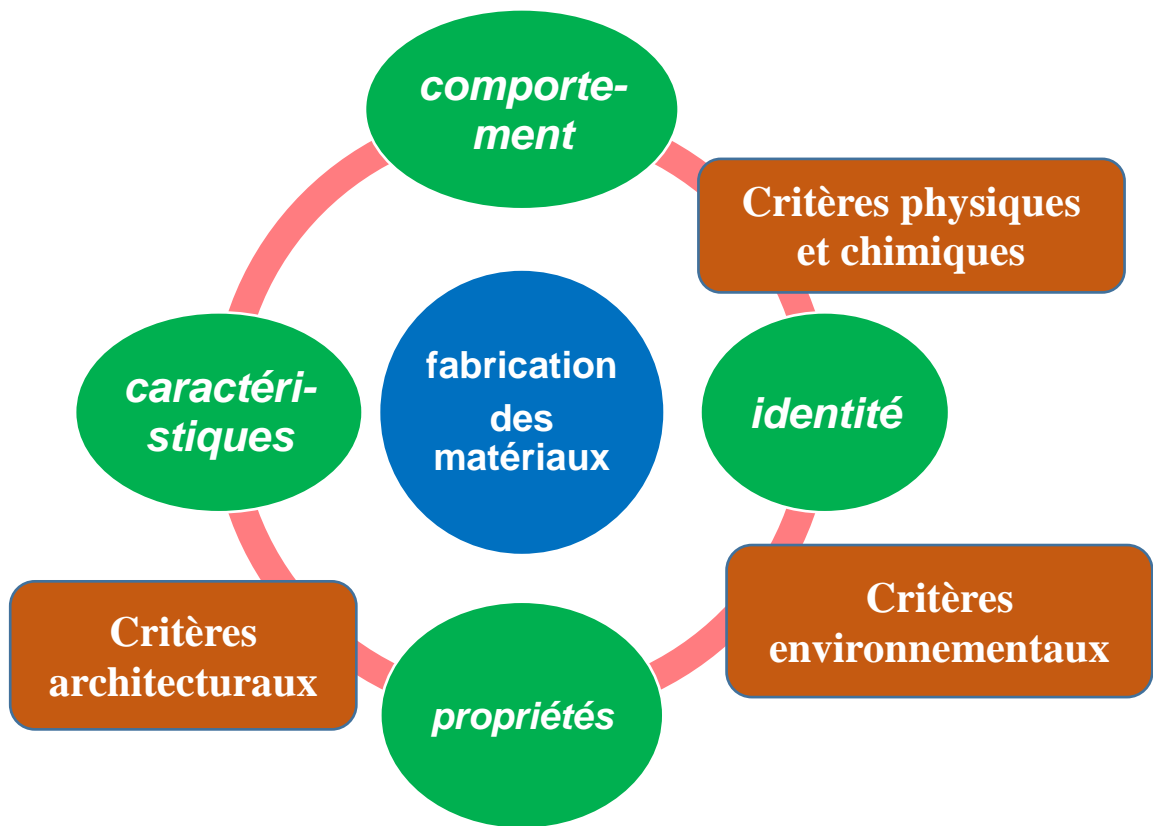 comporte-
ment
Critères physiques
et chimiques
fabrication
des
matériaux
caractéri-
stiques
identité
Critères
environnementaux
Critères
architecturaux
propriétés